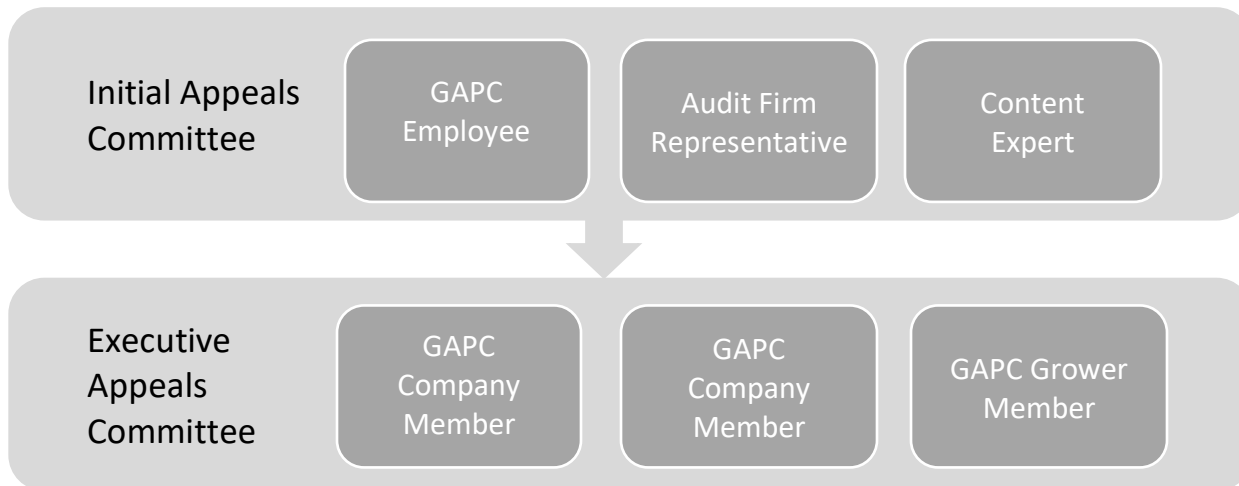 Initial Appeals
Committee
GAPC
Employee
Audit Firm
Representative
Content
Expert
Executive
Appeals
Committee
GAPC
Company
Member
GAPC
Company
Member
GAPC Grower
Member